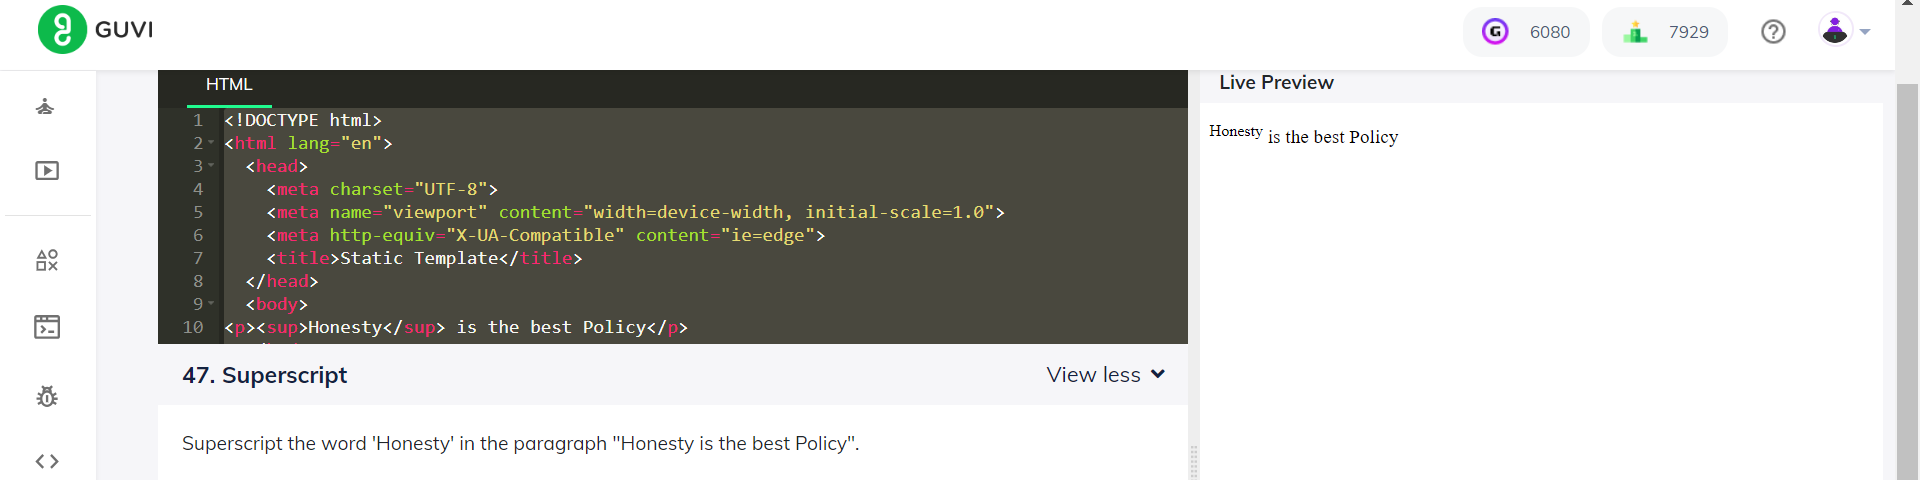 GUVI
6080
7929
HTML
Live Preview
1 <!DOCTYPE html>
2 <html lang="en">
3 <head>
4 <meta charset="UTF-8">
5 <meta name="viewport" content="width=device-width, initial-scale=1.0">
6 <meta http-equiv="X-UA-Compatible" content="ie=edge">
7 <title>Static Template</title>
8 </head>
9 <body>
10 <p><sup>Honesty</sup> is the best Policy</p>
Honesty is the best Policy
47. Superscript
View less
Superscript the word 'Honesty' in the paragraph "Honesty is the best Policy".